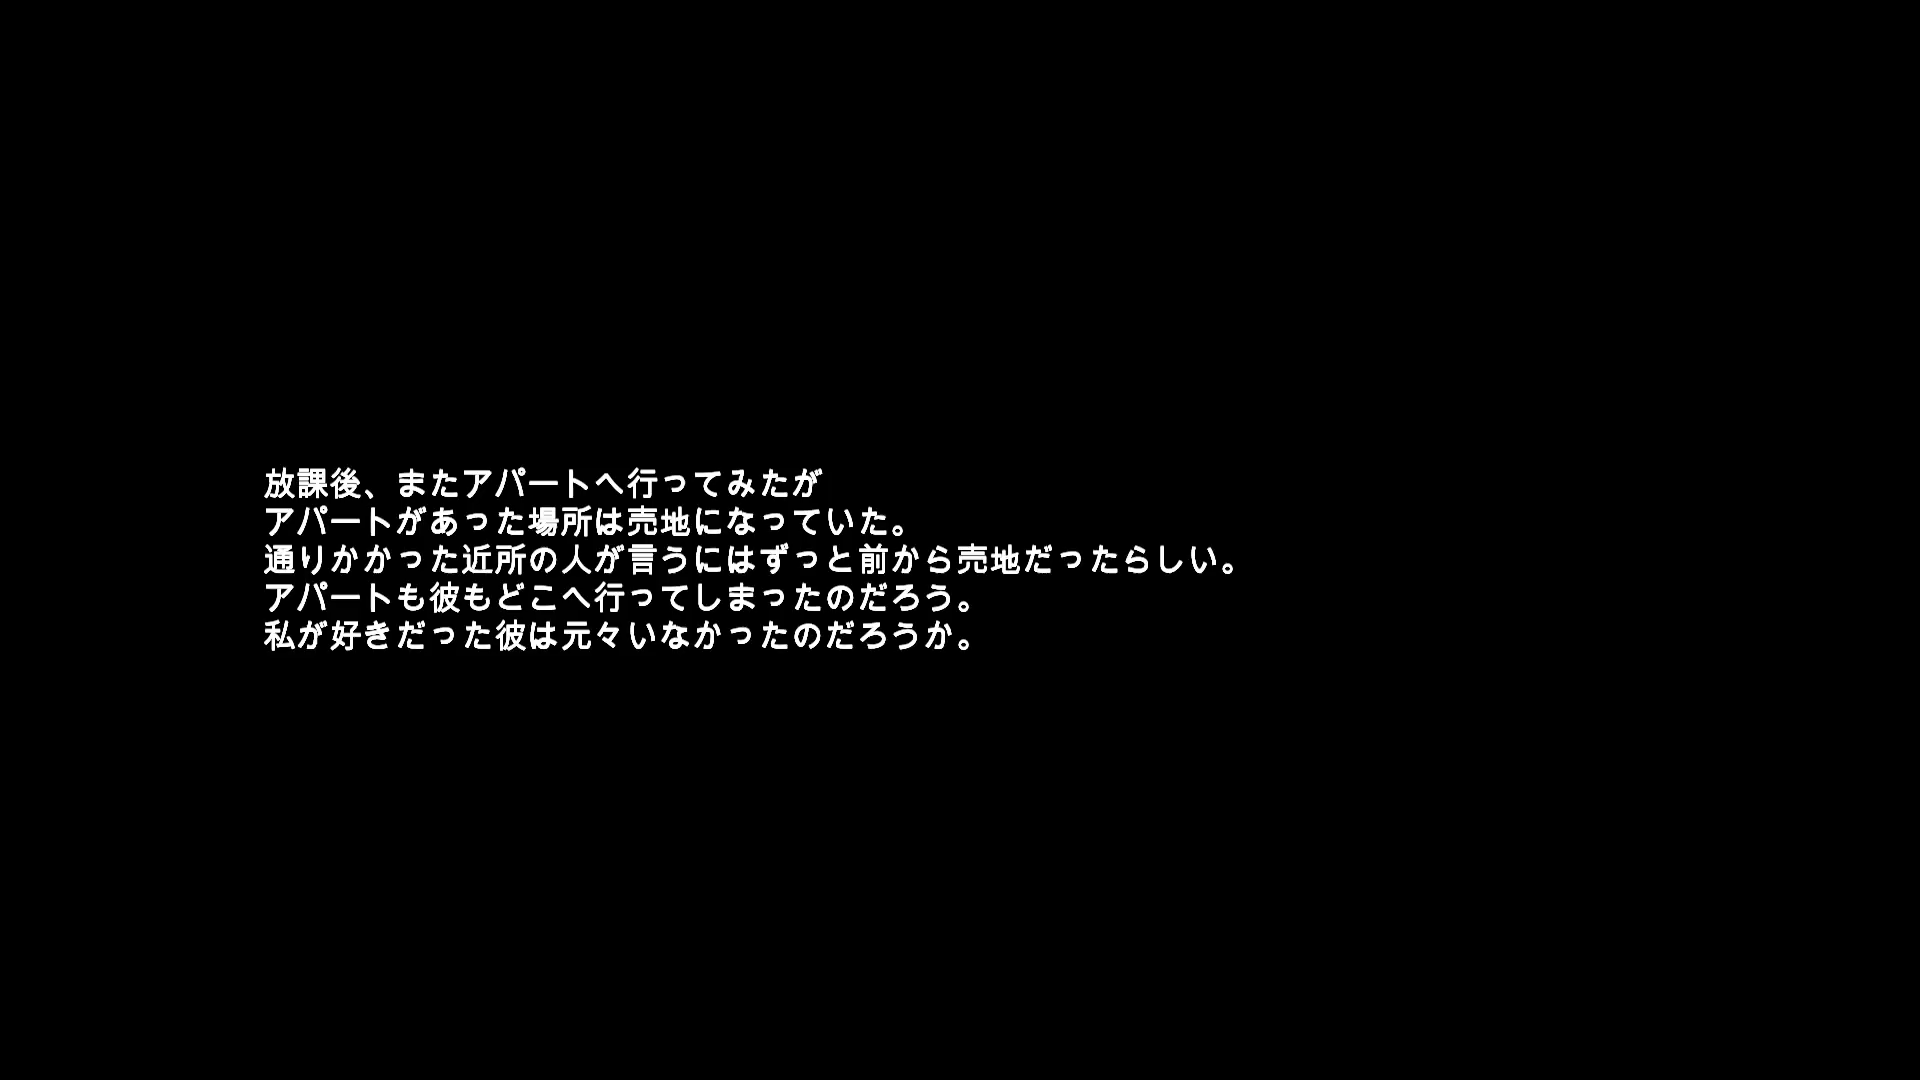 放課後、またアパートへ行ってみたが
アパートがあった場所は売地になっていた。
通りかかった近所の人が言うにはずっと前から売地だったらしい。
アパートも彼もどこへ行ってしまったのだろう。
私が好きだった彼は元々いなかったのだろうか。